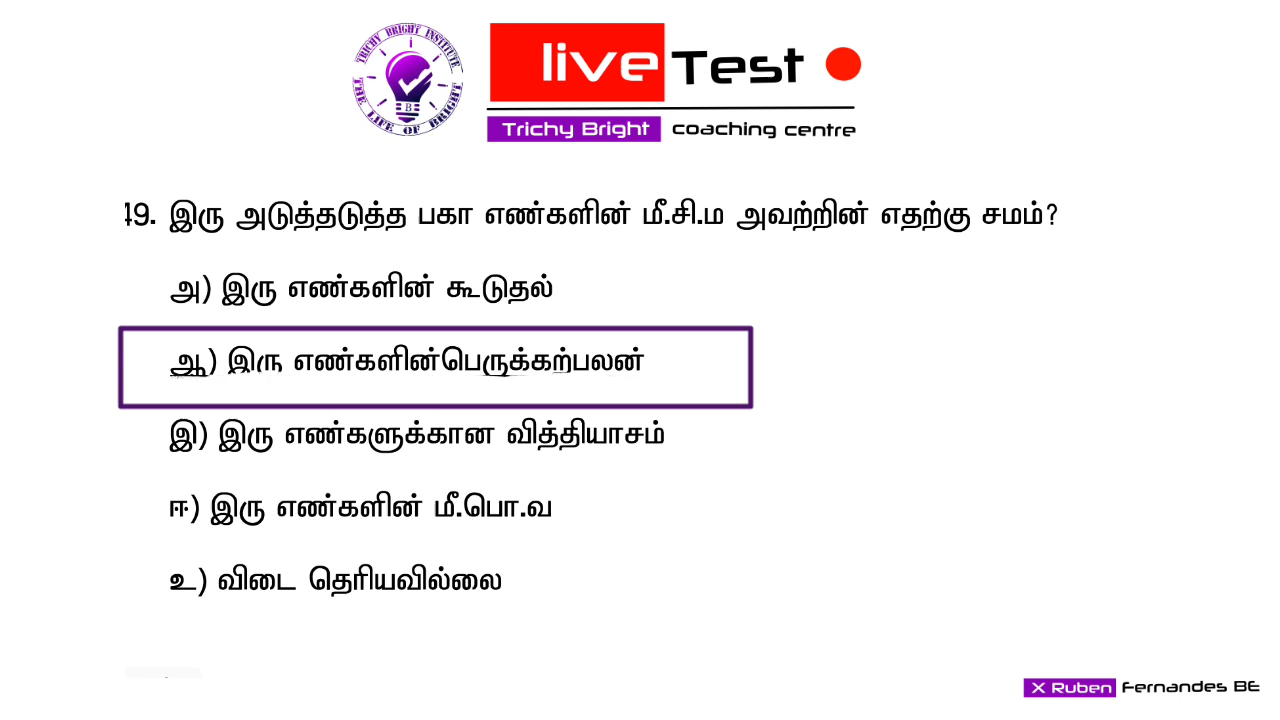 TRICHY BRIGHT INSTITUTE
THE LIFE OF BRIGHT
B
live Test
Trichy Bright coaching centre
49. இரு அடுத்தடுத்த பகா எண்களின் மீ.சி.ம அவற்றின் எதற்கு சமம்?
அ) இரு எண்களின் கூடுதல்
ஆ) இரு எண்களின்பெருக்கற்பலன்
இ) இரு எண்களுக்கான வித்தியாசம்
ஈ) இரு எண்களின் மீ.பொ.வ
உ) விடை தெரியவில்லை
X Ruben Fernandes BE